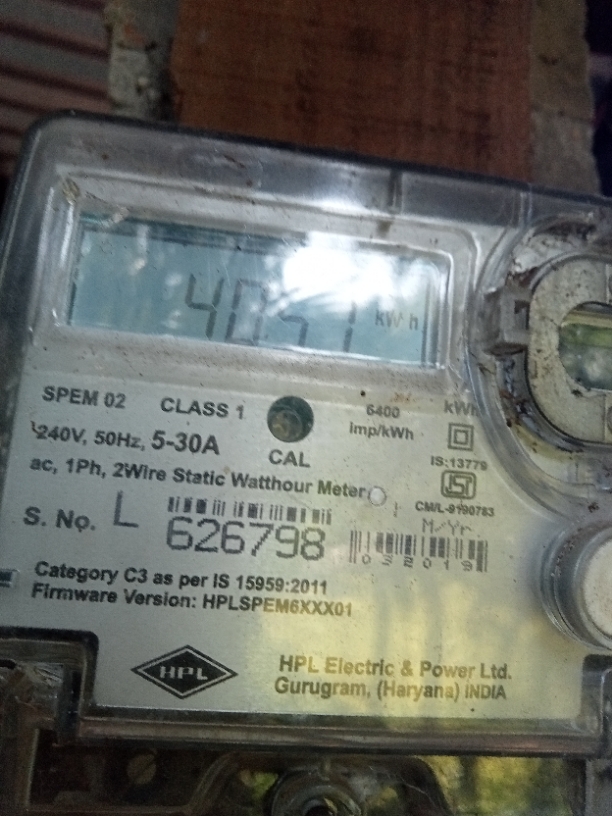 kWh
SPEM 02 CLASS 1 6400 imp/kWh kWh
240V, 50Hz, 5-30A CAL
IS:13779
ac, 1Ph, 2Wire Static Watthour Meter
CM/L-9190783
S. No. L 626798 M/Yr.
032019
Category C3 as per IS 15959:2011
Firmware Version: HPLSPEM6XXX01
HPL
HPL Electric & Power Ltd.
Gurugram, (Haryana) INDIA